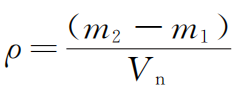 ρ = (m₂ − m₁) / Vₙ